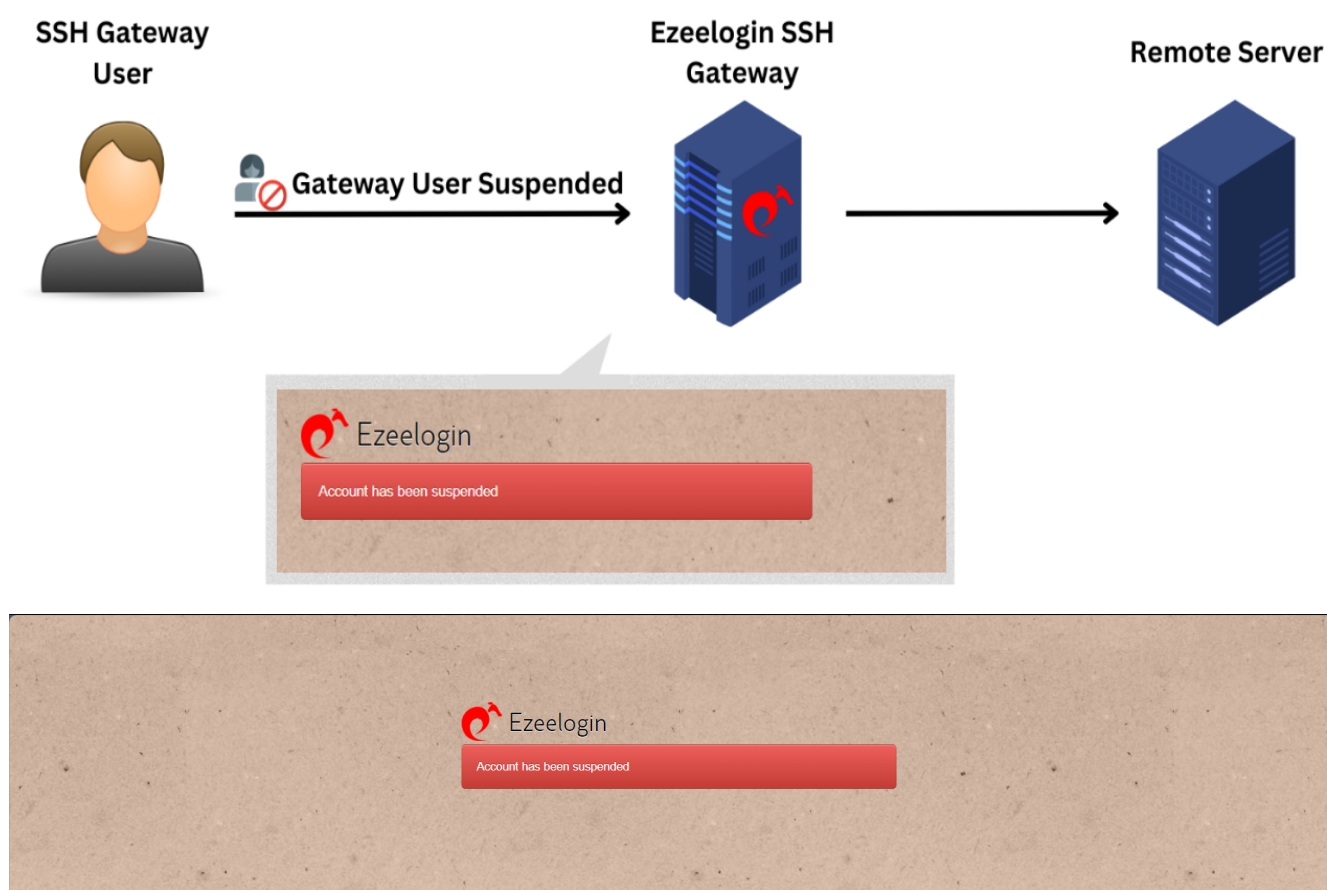 SSH Gateway
User
Ezeelogin SSH
Gateway
Remote Server
Gateway User Suspended
Ezeelogin
Account has been suspended
Ezeelogin
Account has been suspended